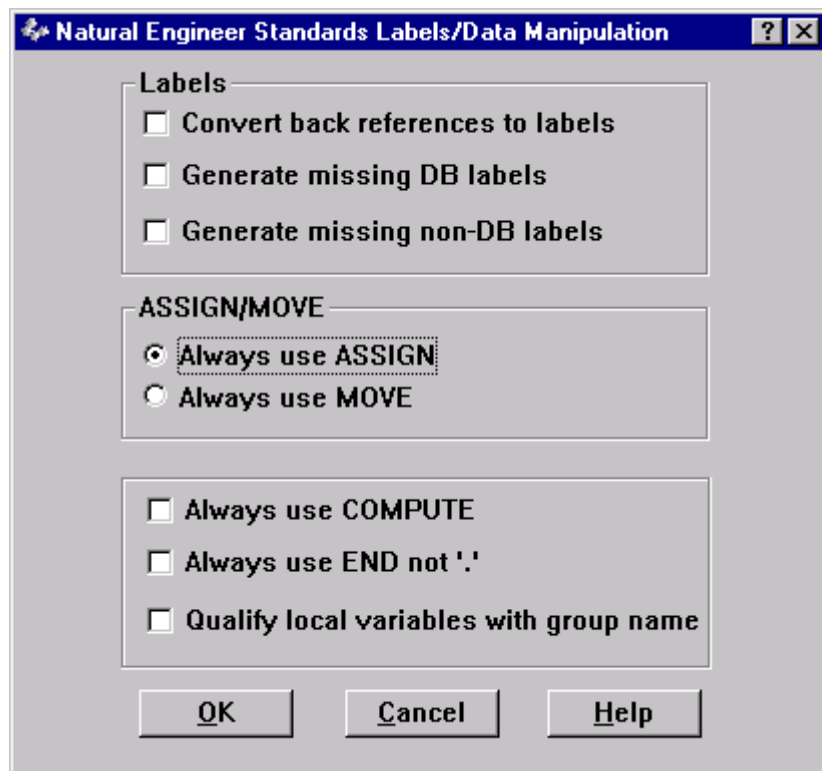 Natural Engineer Standards Labels/Data Manipulation ? ×
Labels
Convert back references to labels
Generate missing DB labels
Generate missing non-DB labels
ASSIGN/MOVE
Always use ASSIGN
Always use MOVE
Always use COMPUTE
Always use END not '.'
Qualify local variables with group name
OK Cancel Help